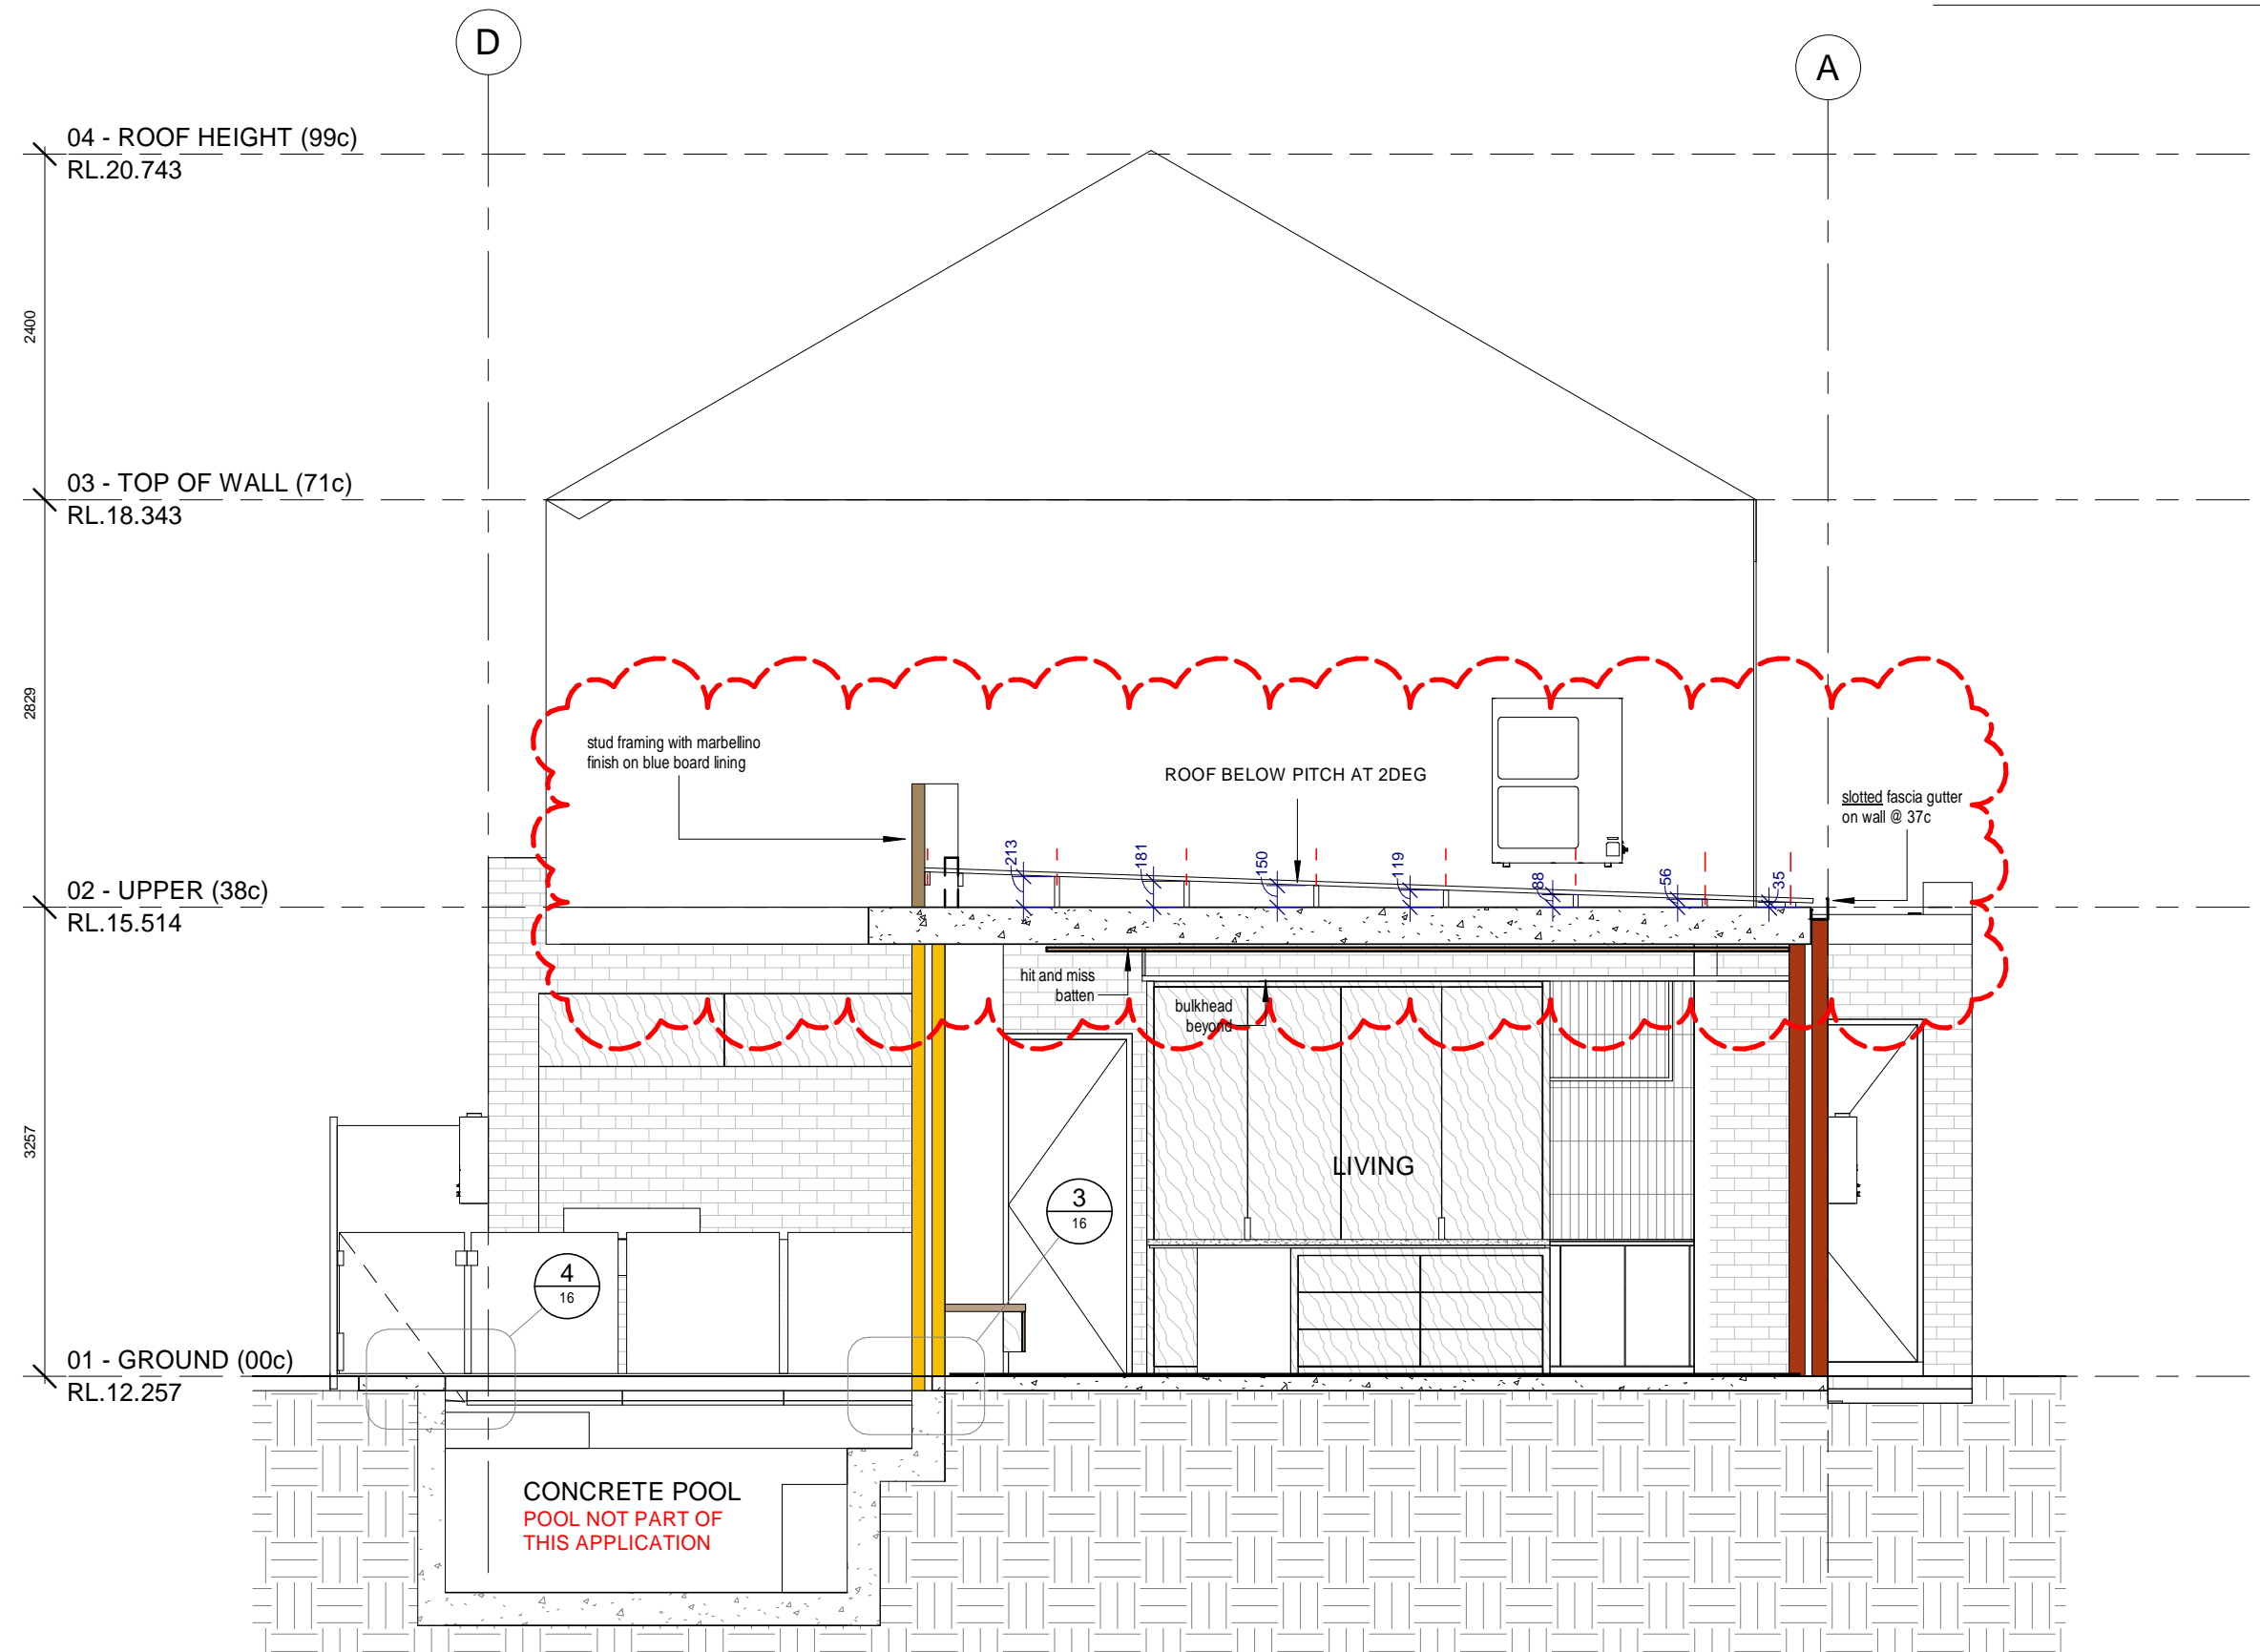 D
A
04 - ROOF HEIGHT (99c)
RL.20.743
2400
03 - TOP OF WALL (71c)
RL.18.343
2829
stud framing with marbellino
finish on blue board lining
ROOF BELOW PITCH AT 2DEG
slotted fascia gutter
on wall @ 37c
213
181
150
119
88
56
35
02 - UPPER (38c)
RL.15.514
hit and miss
batten
bulkhead
beyond
3257
LIVING
3
16
4
16
01 - GROUND (00c)
RL.12.257
CONCRETE POOL
POOL NOT PART OF
THIS APPLICATION